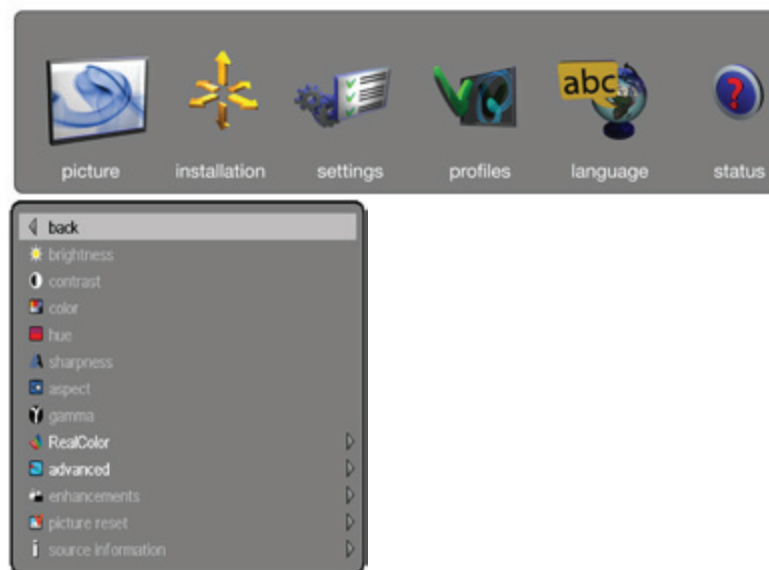 abc
picture installation settings profiles language status
back
brightness
contrast
color
hue
sharpness
aspect
gamma
RealColor
advanced
enhancements
picture reset
source information